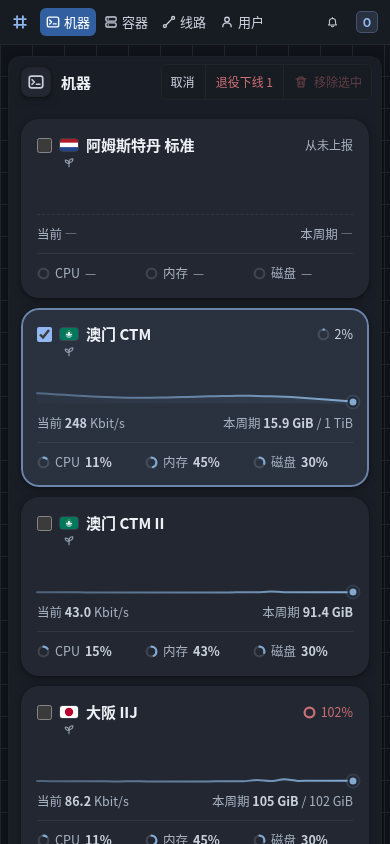 机器 容器 线路 用户 O
机器 取消 退役下线 1 移除选中
阿姆斯特丹 标准 从未上报
当前 — 本周期 —
CPU — 内存 — 磁盘 —
澳门 CTM 2%
当前 248 Kbit/s 本周期 15.9 GiB / 1 TiB
CPU 11% 内存 45% 磁盘 30%
澳门 CTM II
当前 43.0 Kbit/s 本周期 91.4 GiB
CPU 15% 内存 43% 磁盘 30%
大阪 IIJ 102%
当前 86.2 Kbit/s 本周期 105 GiB / 102 GiB
CPU 11% 内存 45% 磁盘 30%